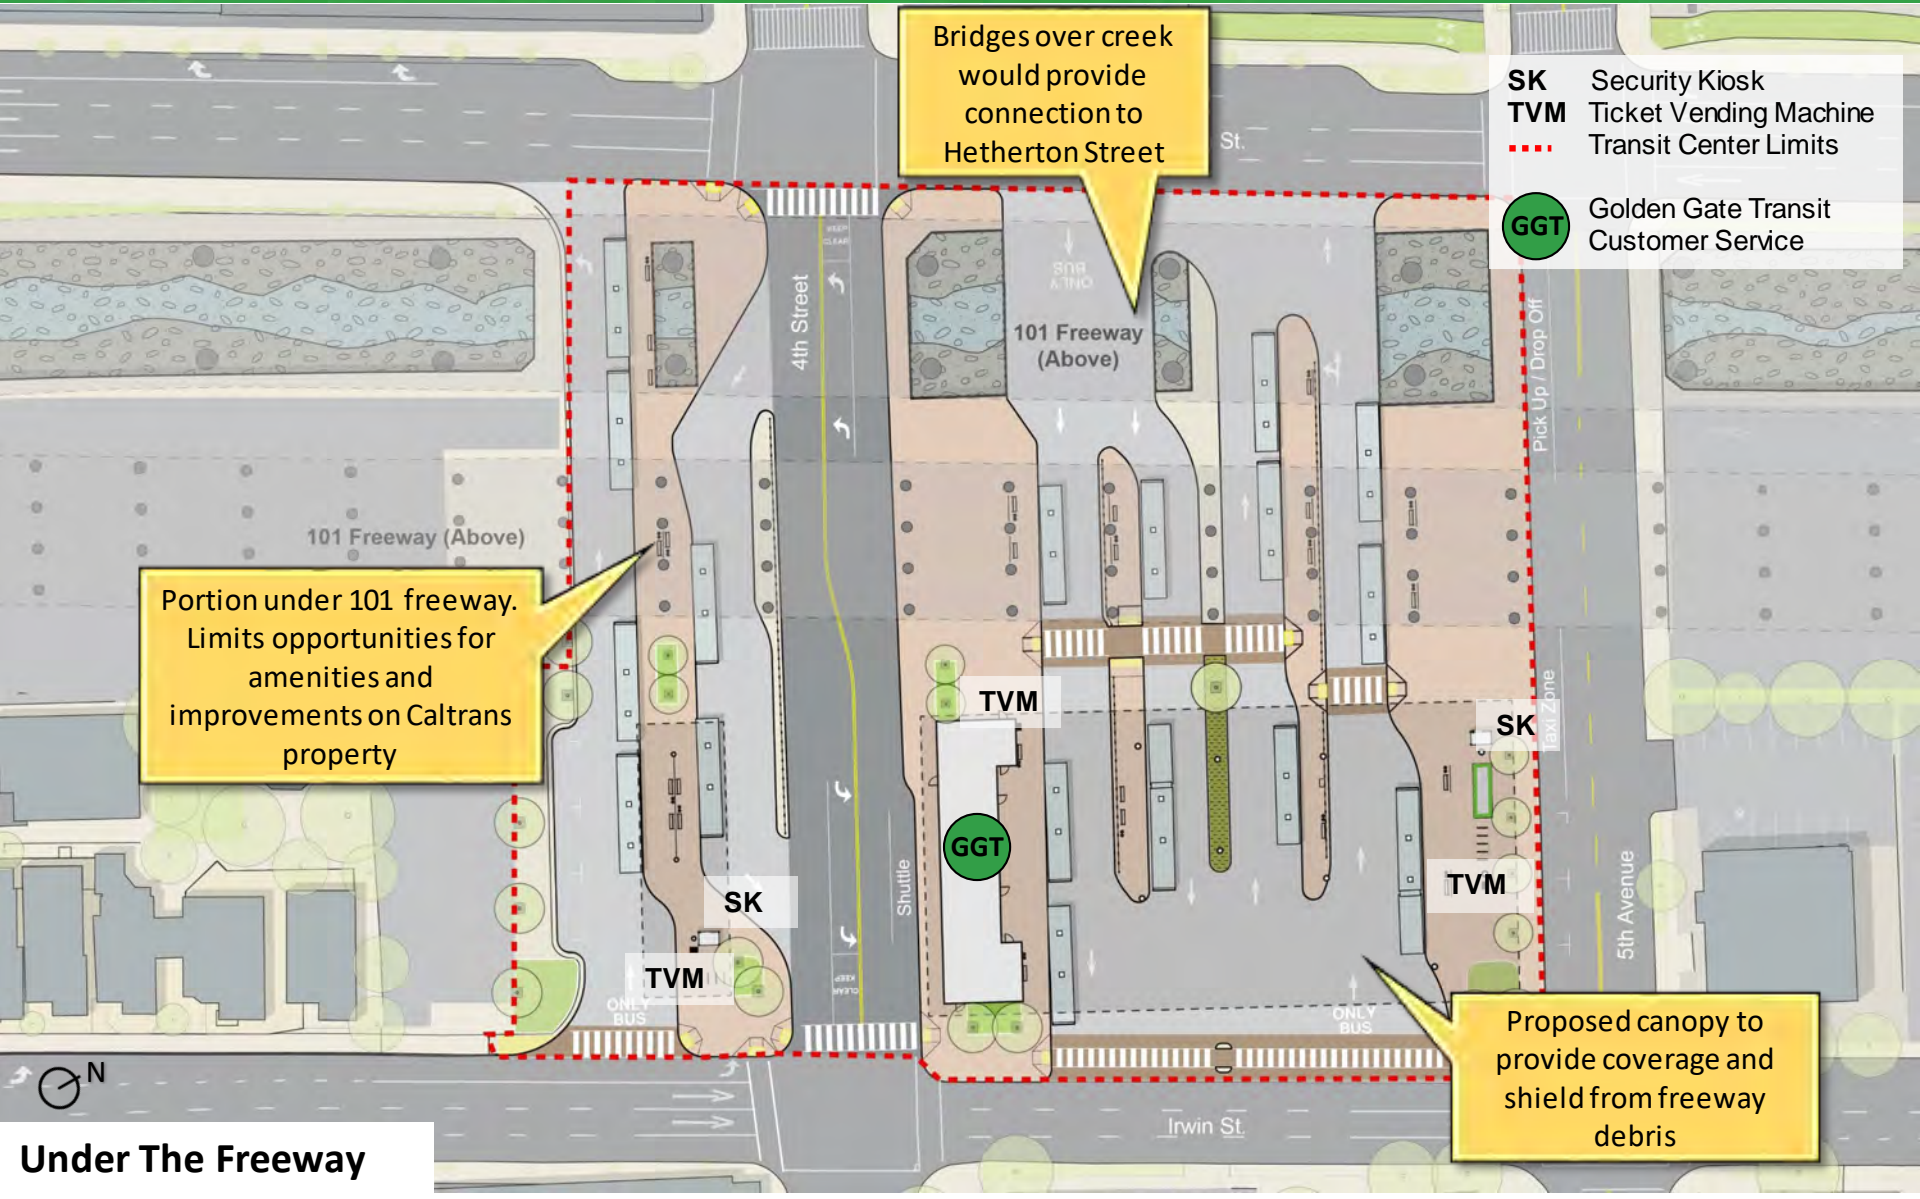 Bridges over creek
would provide
connection to
Hetherton Street
St.
SK Security Kiosk
TVM Ticket Vending Machine
Transit Center Limits
GGT
Golden Gate Transit
Customer Service
KEEP
CLEAR
ONLY
BUS
4th Street
101 Freeway
(Above)
Pick Up / Drop Off
101 Freeway (Above)
Portion under 101 freeway.
Limits opportunities for
amenities and
improvements on Caltrans
property
TVM
SK
Taxi Zone
GGT
Shuttle
SK
TVM
5th Avenue
TVM
KEEP
CLEAR
ONLY
BUS
ONLY
BUS
Proposed canopy to
provide coverage and
shield from freeway
debris
N
Irwin St.
Under The Freeway